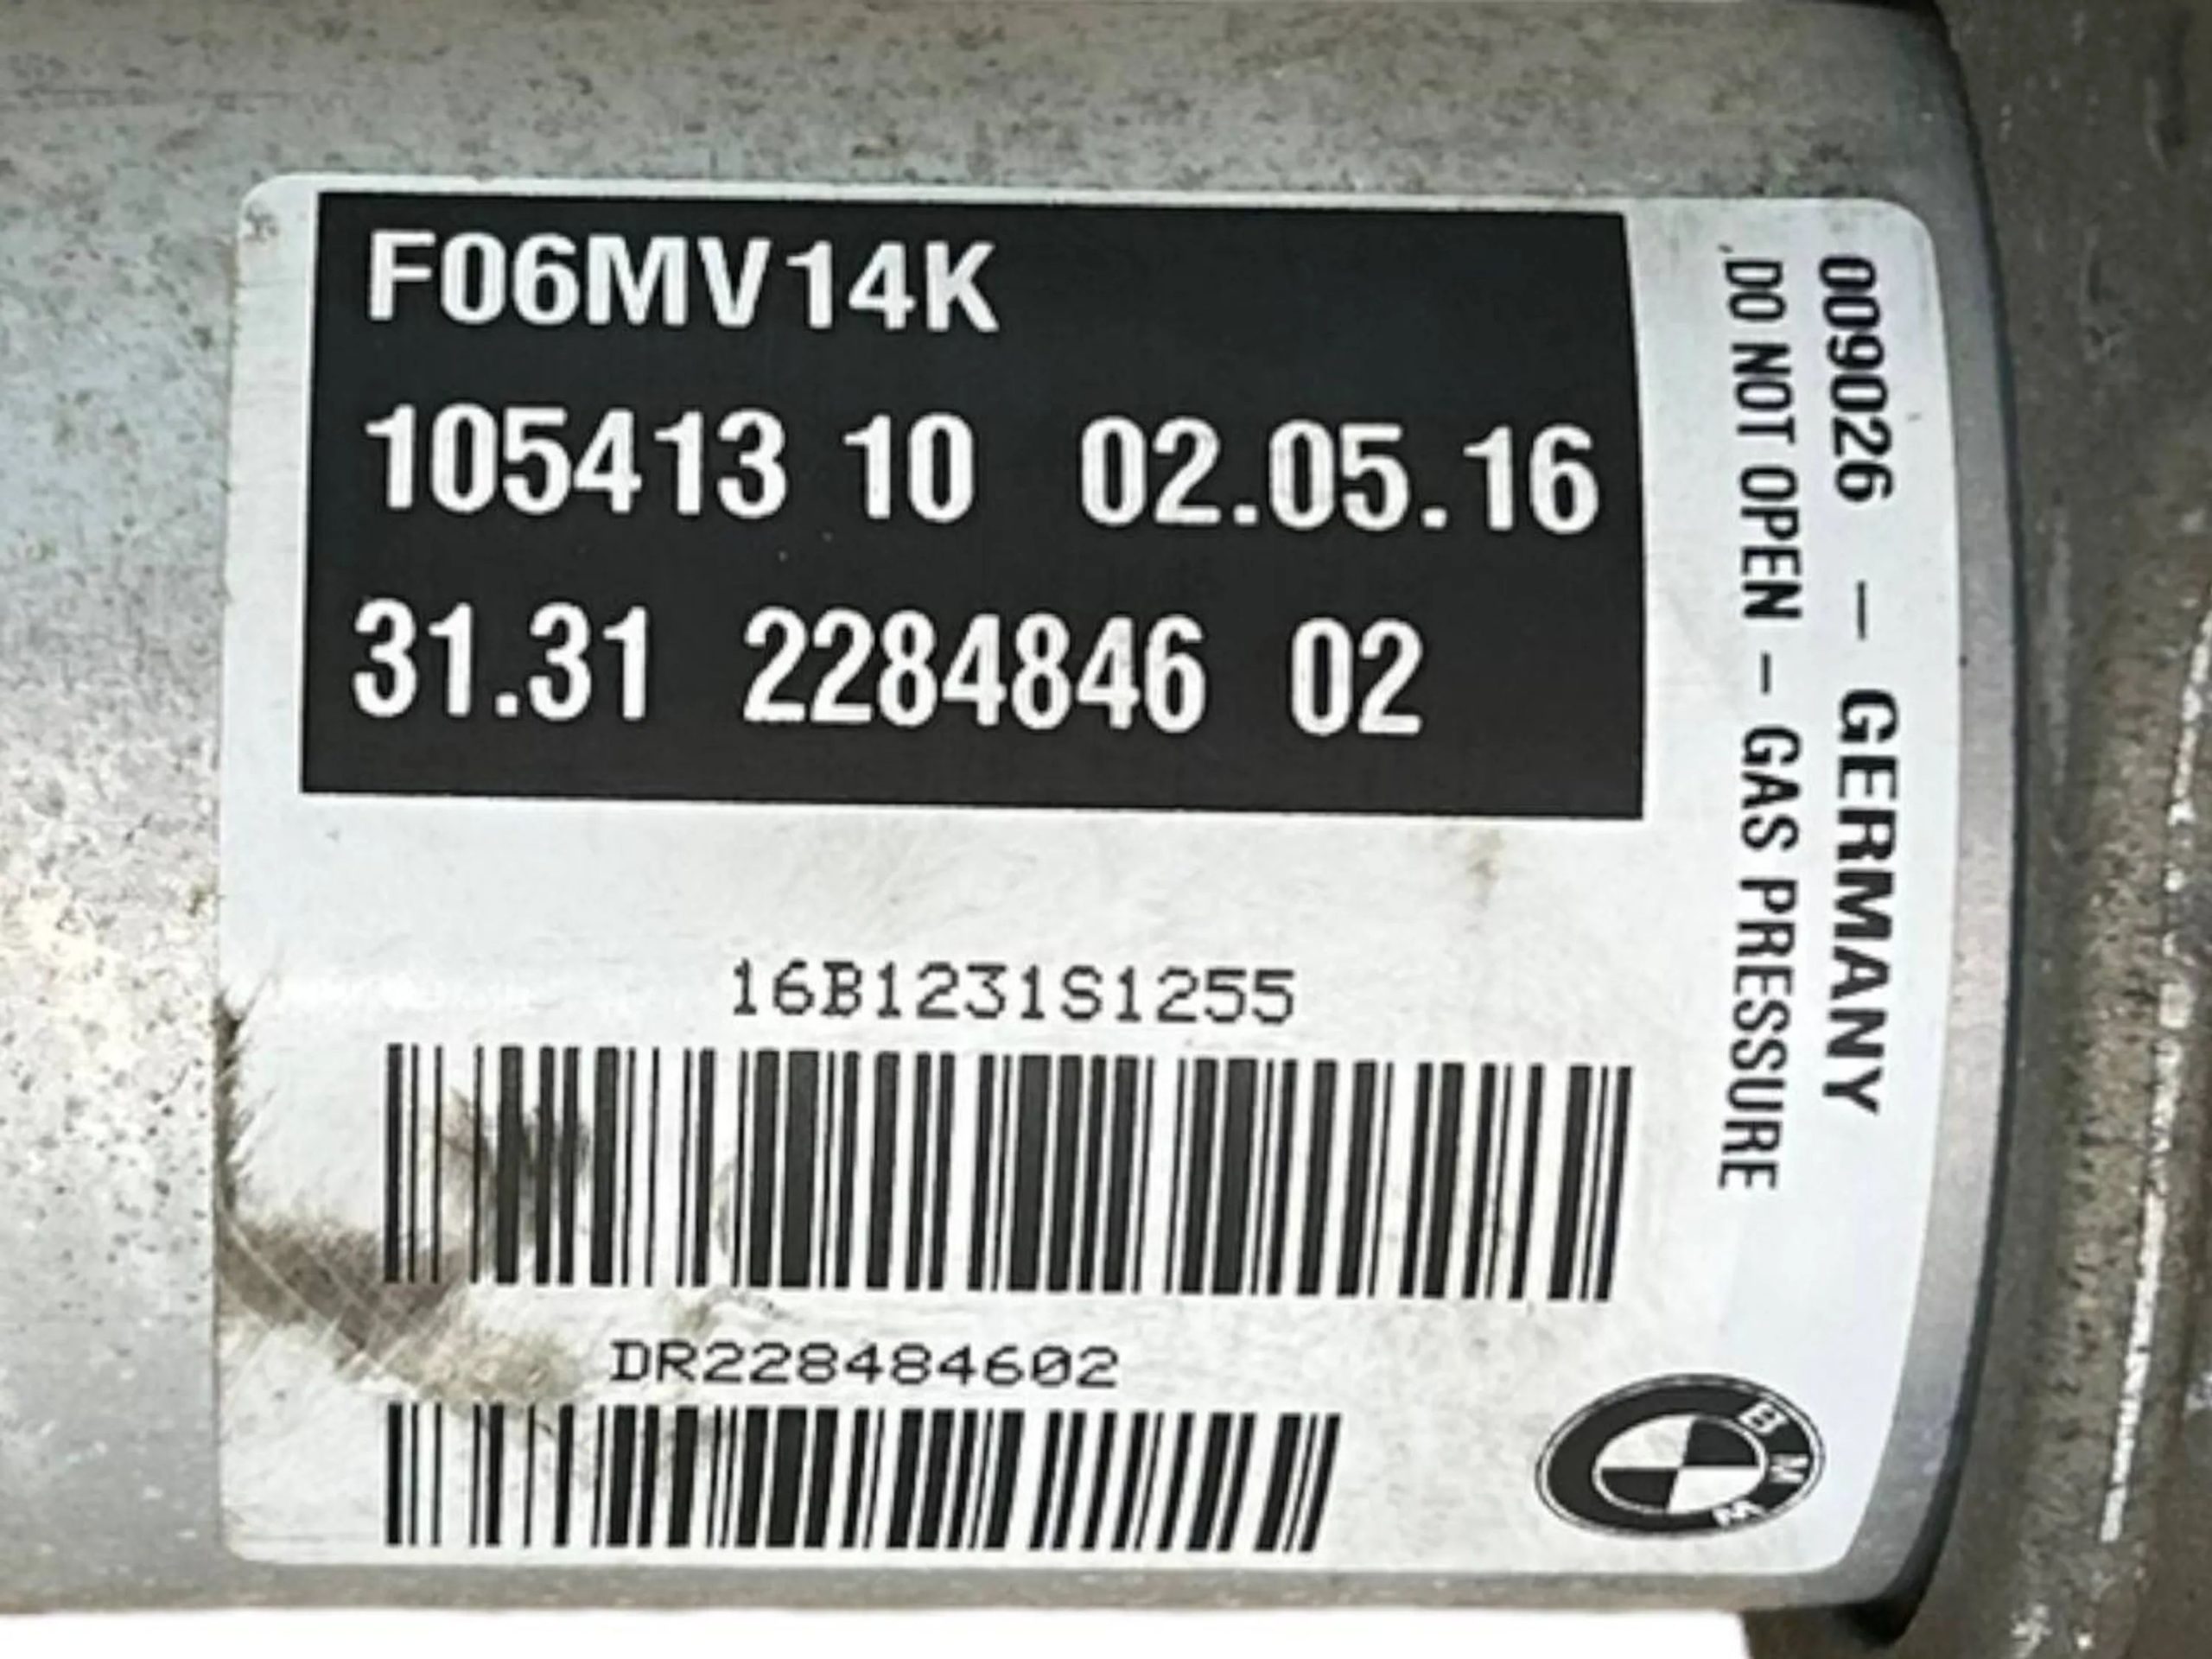 F06MV14K
105413 10 02.05.16
31.31 2284846 02
16B1231S1255
DR228484602
009026 - GERMANY
DO NOT OPEN - GAS PRESSURE
BMW